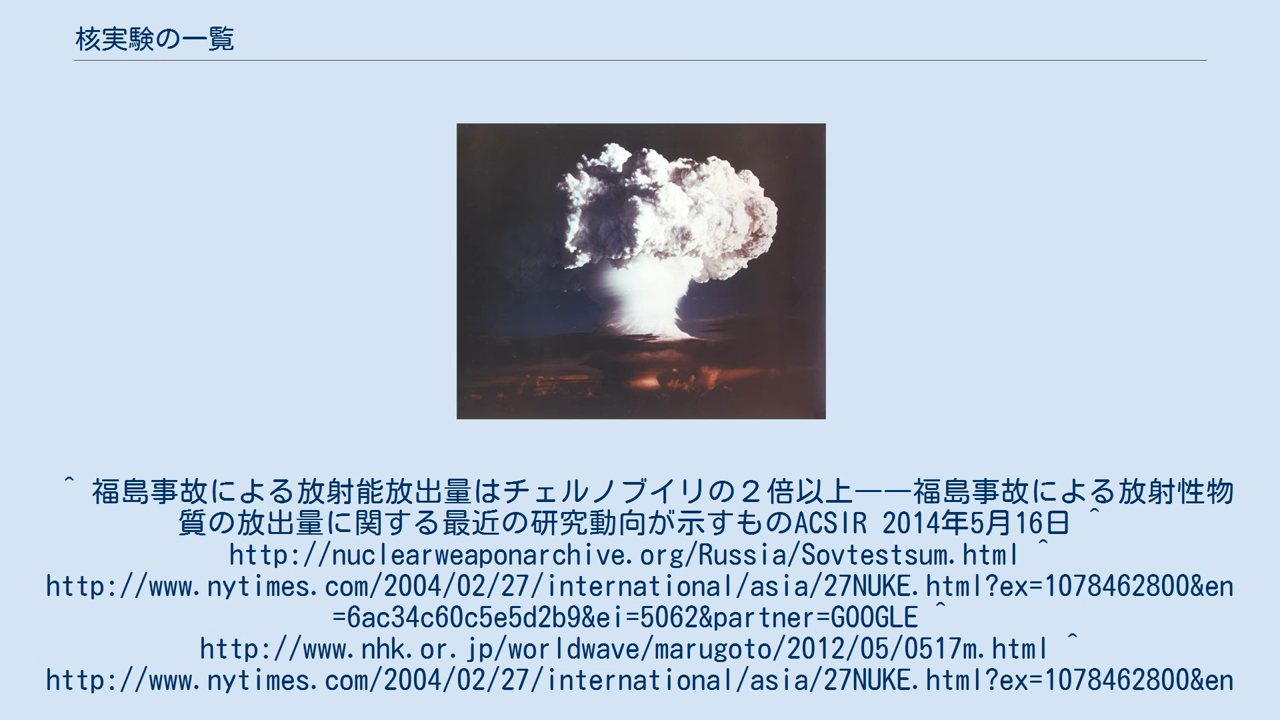 核実験の一覧
^ 福島事故による放射能放出量はチェルノブイリの２倍以上――福島事故による放射性物
質の放出量に関する最近の研究動向が示すものACSIR 2014年5月16日 ^
http://nuclearweaponarchive.org/Russia/Sovtestsum.html ^
http://www.nytimes.com/2004/02/27/international/asia/27NUKE.html?ex=1078462800&en
=6ac34c60c5e5d2b9&ei=5062&partner=GOOGLE ^
http://www.nhk.or.jp/worldwave/marugoto/2012/05/0517m.html ^
http://www.nytimes.com/2004/02/27/international/asia/27NUKE.html?ex=1078462800&en